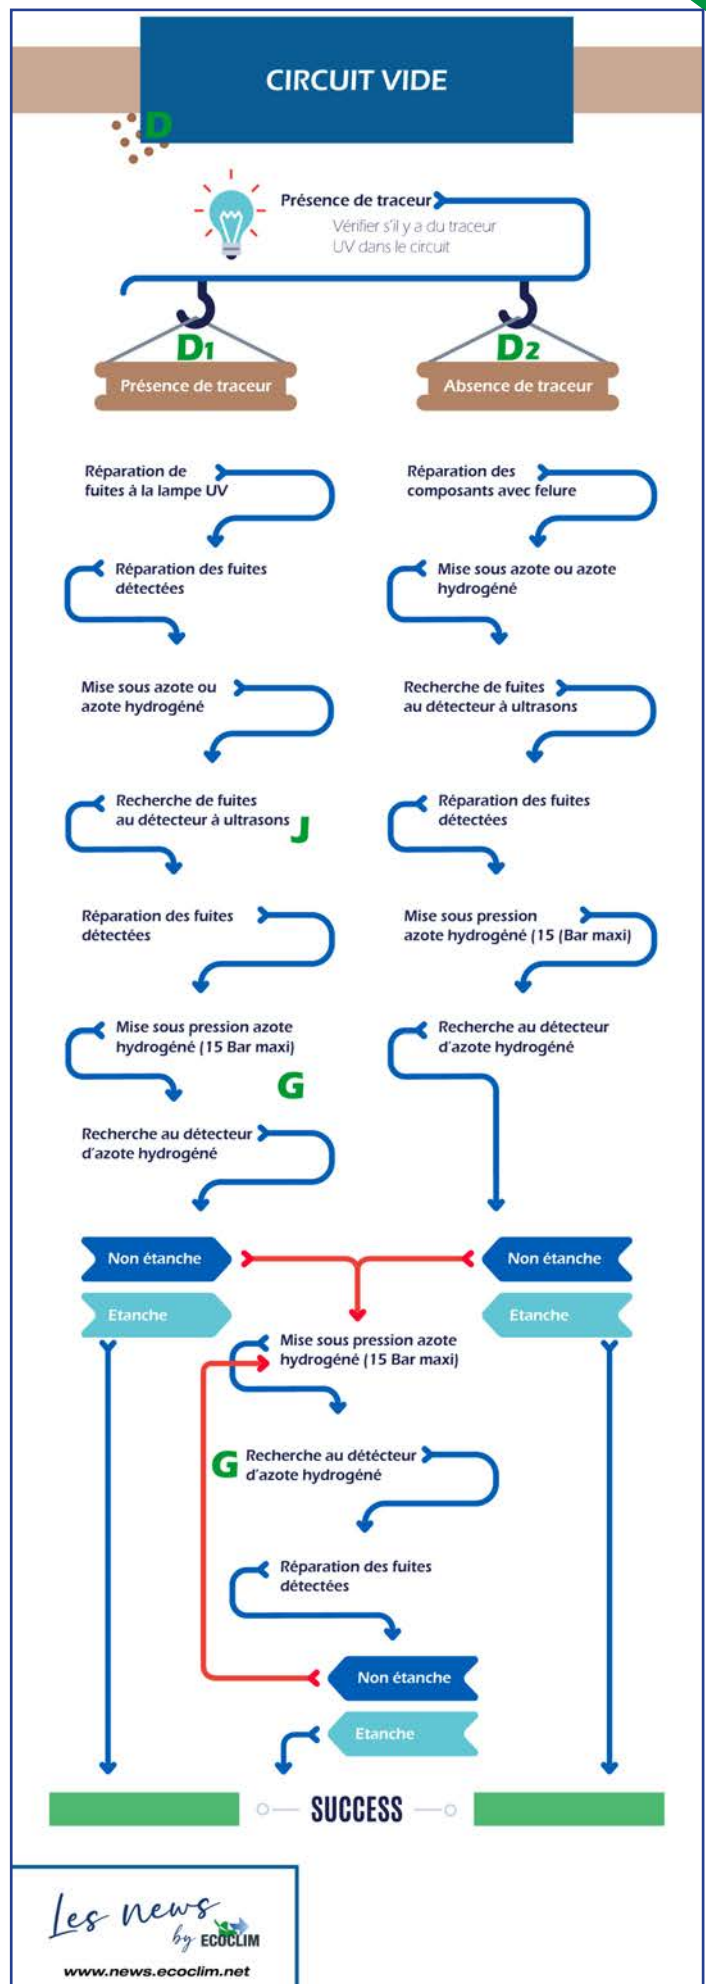 CIRCUIT VIDE
D
Présence de traceur
Vérifier s'il y a du traceur
UV dans le circuit
D1
D2
Présence de traceur
Absence de traceur
Réparation de
fuites à la lampe UV
Réparation des fuites
détectées
Mise sous azote ou
azote hydrogéné
Recherche de fuites
au détecteur à ultrasons
J
Réparation des fuites
détectées
Mise sous pression azote
hydrogéné (15 Bar maxi)
G
Recherche au détecteur
d'azote hydrogéné
Réparation des
composants avec felure
Mise sous azote ou azote
hydrogéné
Recherche de fuites
au détecteur à ultrasons
Réparation des fuites
détectées
Mise sous pression
azote hydrogéné (15 (Bar maxi)
Recherche au détecteur
d'azote hydrogéné
Non étanche
Etanche
Non étanche
Etanche
Mise sous pression azote
hydrogéné (15 Bar maxi)
G
Recherche au détécteur
d'azote hydrogéné
Réparation des fuites
détectées
Non étanche
Etanche
SUCCESS
Les news
by ECOCLIM
www.news.ecoclim.net